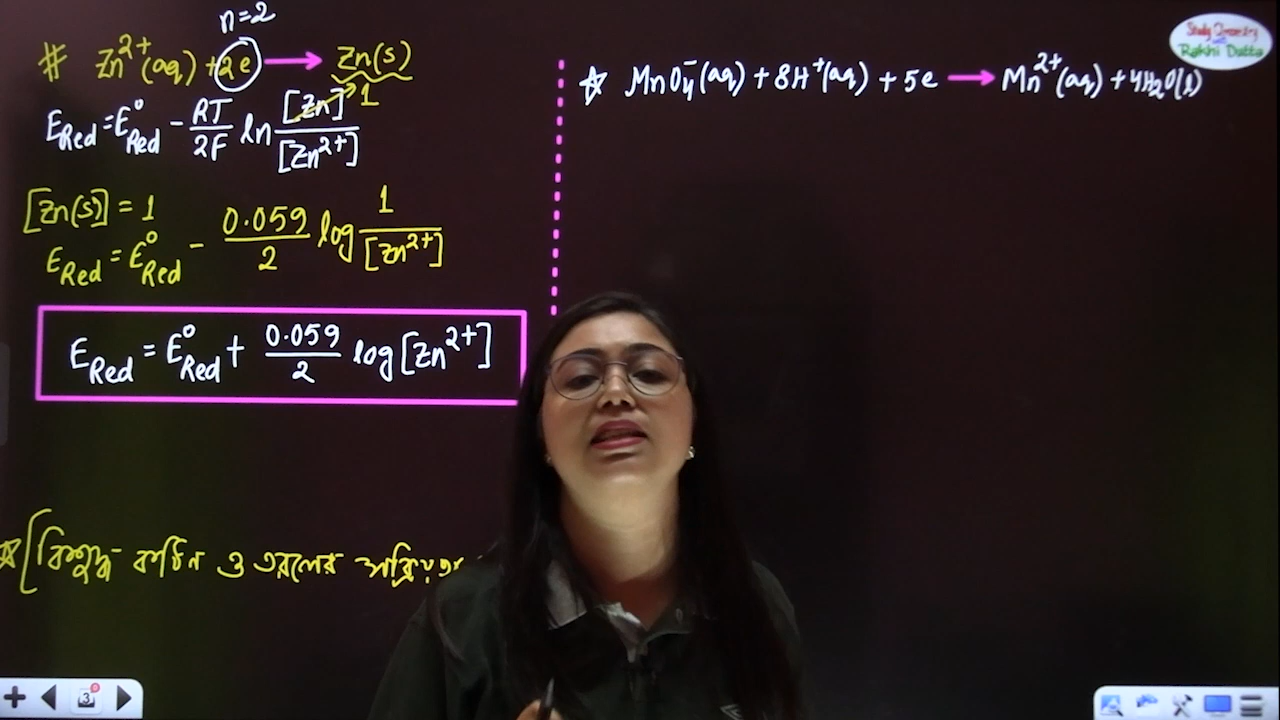 n=2
# Zn²⁺(aq) + 2e ⟶ Zn(s)
E_Red = E°_Red − RT/2F ln [Zn]/[Zn²⁺]
1
[Zn(s)] = 1
E_Red = E°_Red − 0.059/2 log 1/[Zn²⁺]
E_Red = E°_Red + 0.059/2 log [Zn²⁺]
☆ [বিশুদ্ধ কঠিন ও তরলের সক্রিয়তা
☆ MnO₄⁻(aq) + 8H⁺(aq) + 5e ⟶ Mn²⁺(aq) + 4H₂O(l)
Study Chemistry
with
Rakhi Dutta
3